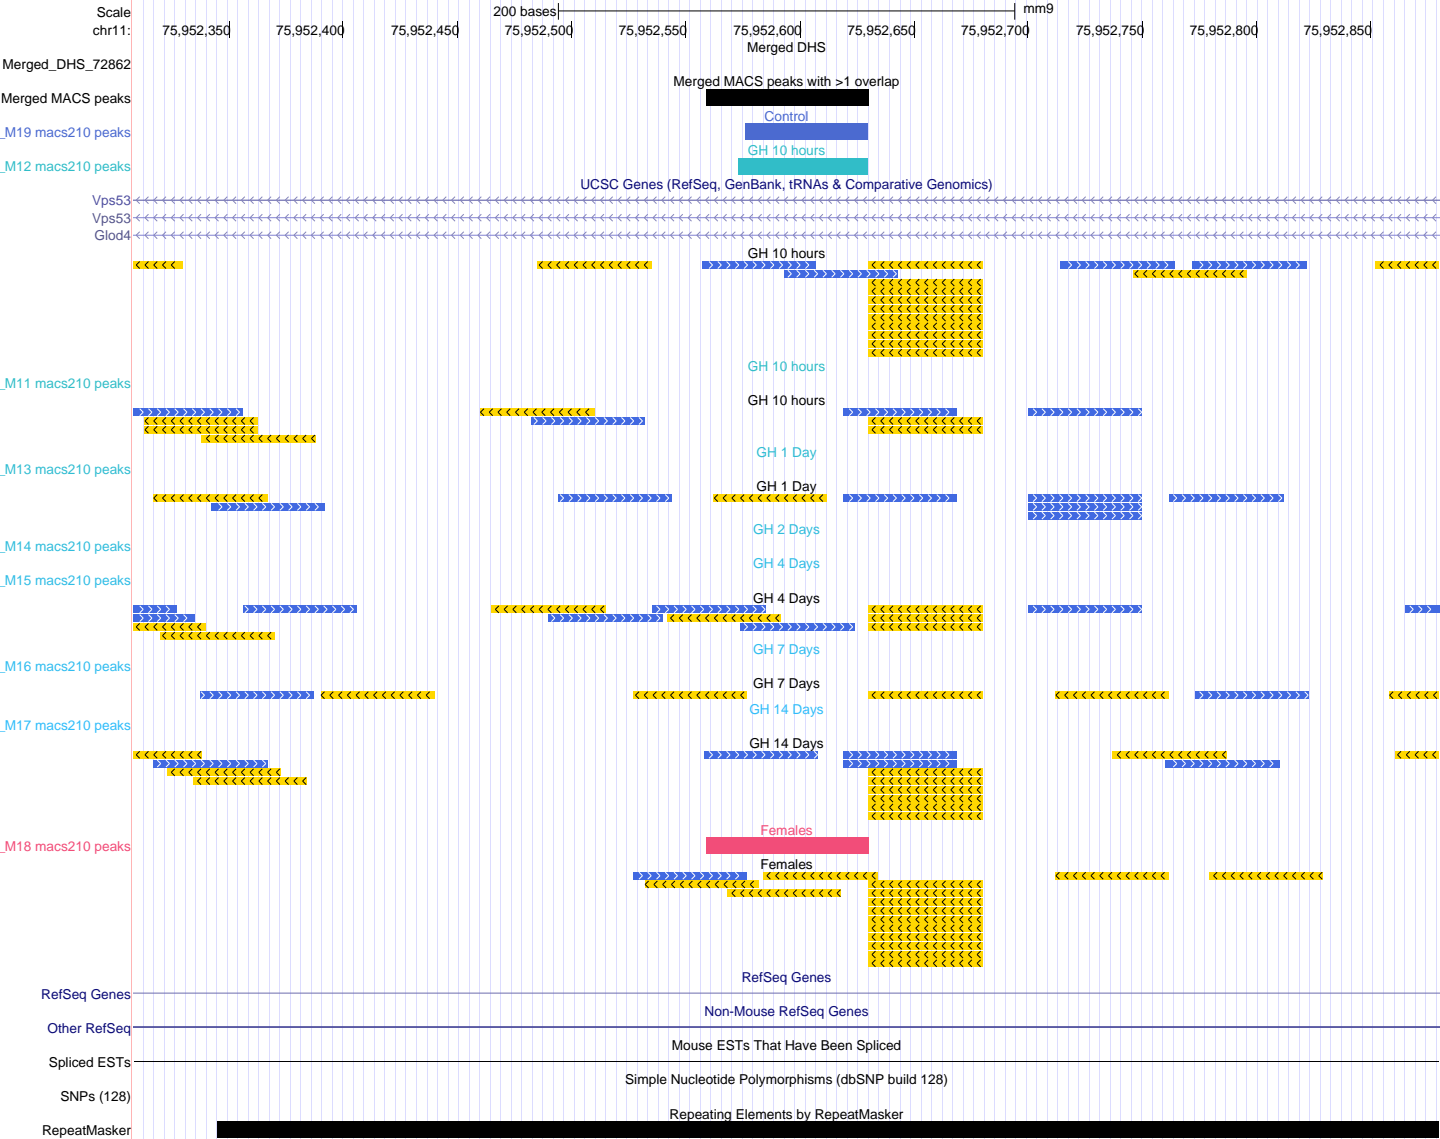 Scale 200 bases mm9
chr11: 75,952,350 75,952,400 75,952,450 75,952,500 75,952,550 75,952,600 75,952,650 75,952,700 75,952,750 75,952,800 75,952,850
Merged DHS
Merged_DHS_72862
Merged MACS peaks with >1 overlap
Merged MACS peaks
Control
_M19 macs210 peaks
GH 10 hours
_M12 macs210 peaks
UCSC Genes (RefSeq, GenBank, tRNAs & Comparative Genomics)
Vps53
Vps53
Glod4
GH 10 hours
GH 10 hours
_M11 macs210 peaks
GH 10 hours
GH 1 Day
_M13 macs210 peaks
GH 1 Day
GH 2 Days
_M14 macs210 peaks
GH 4 Days
_M15 macs210 peaks
GH 4 Days
GH 7 Days
_M16 macs210 peaks
GH 7 Days
GH 14 Days
_M17 macs210 peaks
GH 14 Days
Females
_M18 macs210 peaks
Females
RefSeq Genes
RefSeq Genes
Non-Mouse RefSeq Genes
Other RefSeq
Mouse ESTs That Have Been Spliced
Spliced ESTs
Simple Nucleotide Polymorphisms (dbSNP build 128)
SNPs (128)
Repeating Elements by RepeatMasker
RepeatMasker